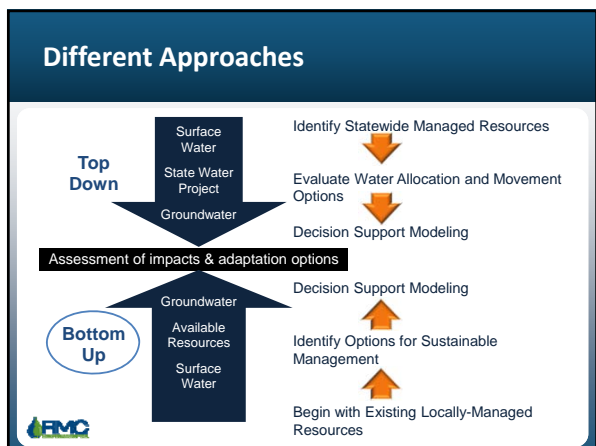 Different Approaches
Top
Down
Surface
Water
State Water
Project
Groundwater
Identify Statewide Managed Resources
Evaluate Water Allocation and Movement
Options
Decision Support Modeling
Assessment of impacts & adaptation options
Bottom
Up
Groundwater
Available
Resources
Surface
Water
Decision Support Modeling
Identify Options for Sustainable
Management
Begin with Existing Locally-Managed
Resources
RMC